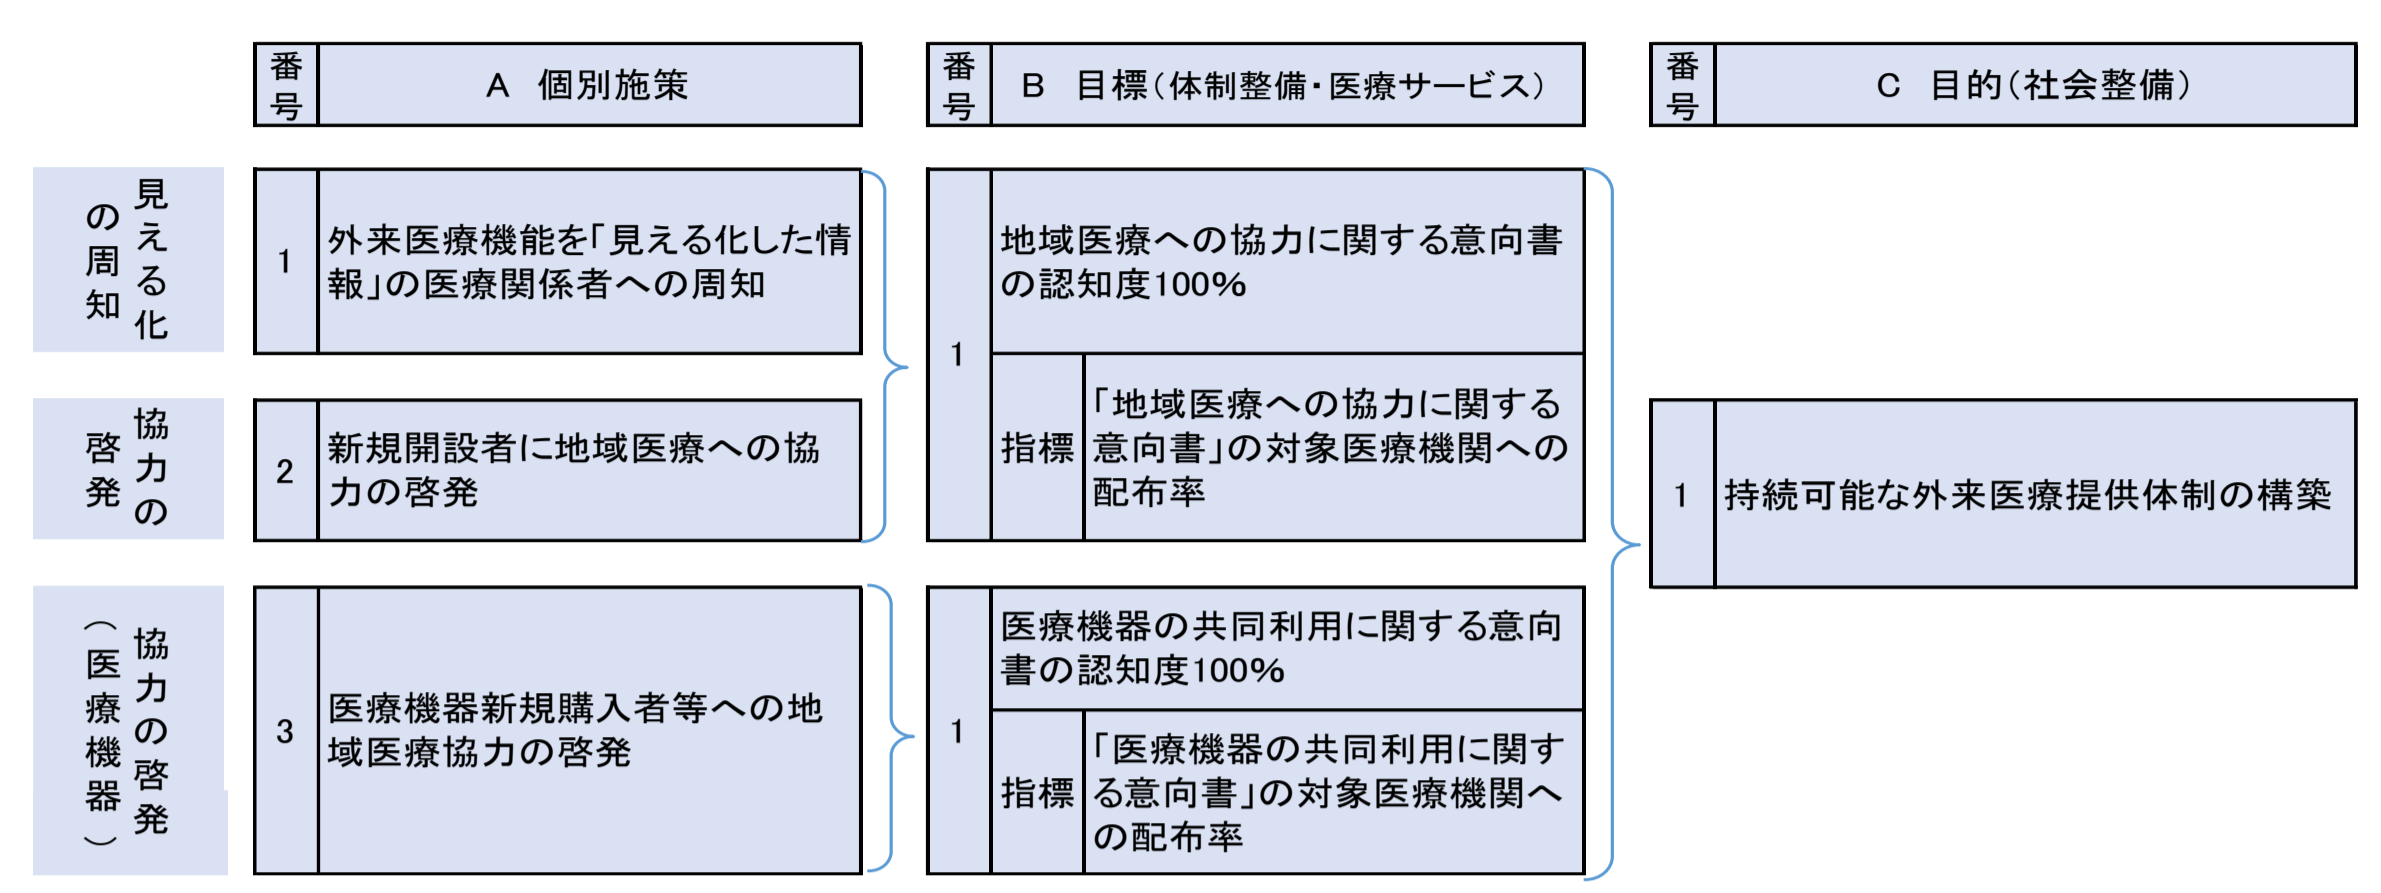 番
号
A　個別施策
番
号
B　目標（体制整備・医療サービス）
番
号
C　目的（社会整備）
見える化
の周知
1
外来医療機能を「見える化した情
報」の医療関係者への周知
協力の
啓発
2
新規開設者に地域医療への協
力の啓発
1
地域医療への協力に関する意向書
の認知度100%
指標
「地域医療への協力に関する
意向書」の対象医療機関への
配布率
協力の啓発
（医療機器）
3
医療機器新規購入者等への地
域医療協力の啓発
1
医療機器の共同利用に関する意向
書の認知度100%
指標
「医療機器の共同利用に関す
る意向書」の対象医療機関へ
の配布率
1
持続可能な外来医療提供体制の構築